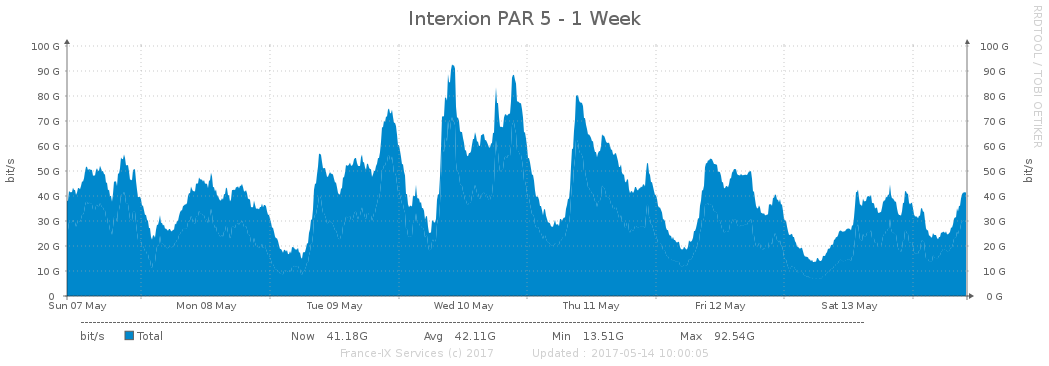 Interxion PAR 5 - 1 Week
RRDTOOL / TOBI OETIKER
bit/s
100 G
90 G
80 G
70 G
60 G
50 G
40 G
30 G
20 G
10 G
0
100 G
90 G
80 G
70 G
60 G
50 G
40 G
30 G
20 G
10 G
0 G
bit/s
Sun 07 May Mon 08 May Tue 09 May Wed 10 May Thu 11 May Fri 12 May Sat 13 May
bit/s Total Now 41.18G Avg 42.11G Min 13.51G Max 92.54G
France-IX Services (c) 2017 Updated : 2017-05-14 10:00:05